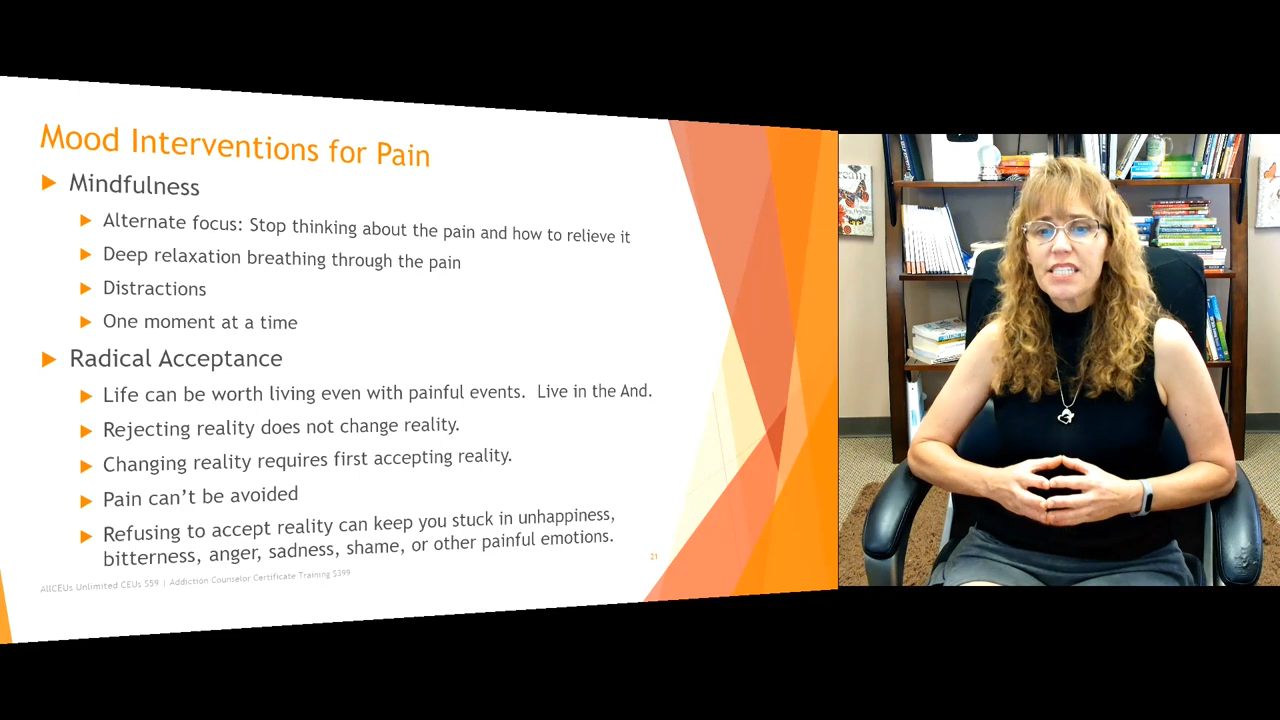 Mood Interventions for Pain
Mindfulness
Alternate focus: Stop thinking about the pain and how to relieve it
Deep relaxation breathing through the pain
Distractions
One moment at a time
Radical Acceptance
Life can be worth living even with painful events.  Live in the And.
Rejecting reality does not change reality.
Changing reality requires first accepting reality.
Pain can't be avoided
Refusing to accept reality can keep you stuck in unhappiness,
bitterness, anger, sadness, shame, or other painful emotions.
21
AllCEUs Unlimited CEUs $59 | Addiction Counselor Certificate Training $399